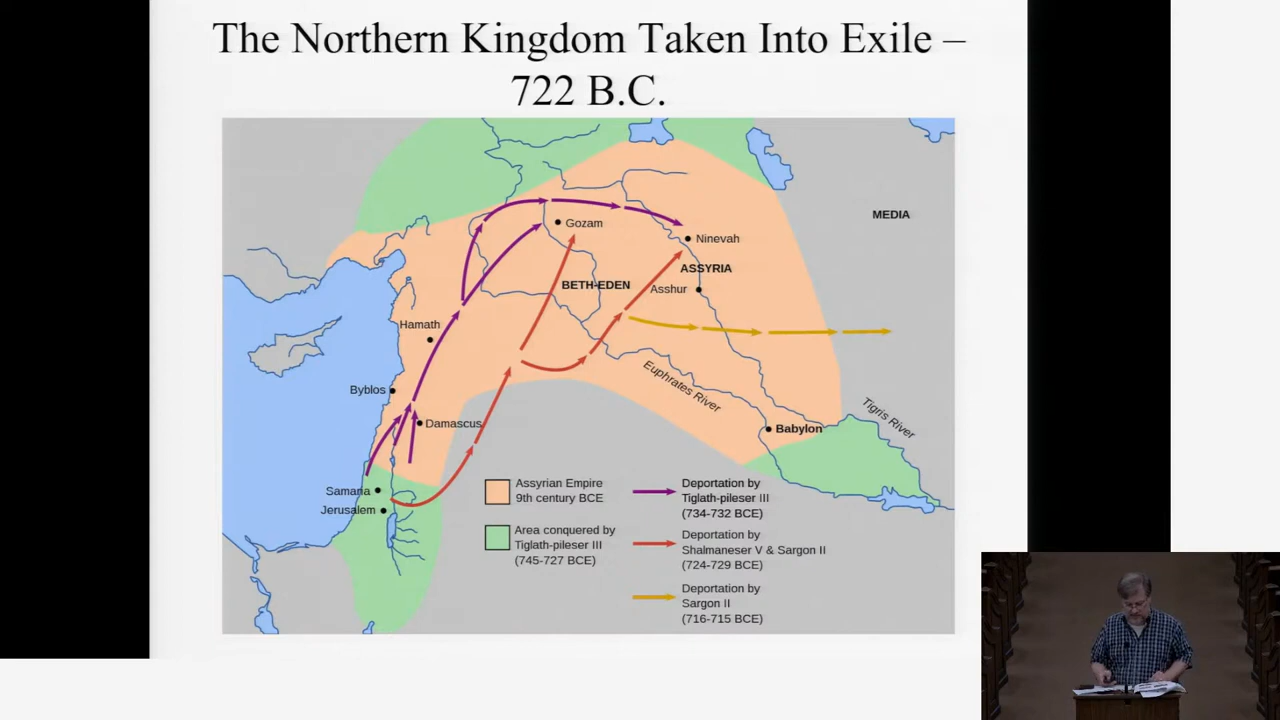 The Northern Kingdom Taken Into Exile –
722 B.C.
MEDIA
Gozam
Ninevah
ASSYRIA
BETH-EDEN
Asshur
Hamath
Byblos
Euphrates River
Tigris River
Damascus
Babylon
Samaria
Jerusalem
Assyrian Empire
9th century BCE
Area conquered by
Tiglath-pileser III
(745-727 BCE)
Deportation by
Tiglath-pileser III
(734-732 BCE)
Deportation by
Shalmaneser V & Sargon II
(724-729 BCE)
Deportation by
Sargon II
(716-715 BCE)